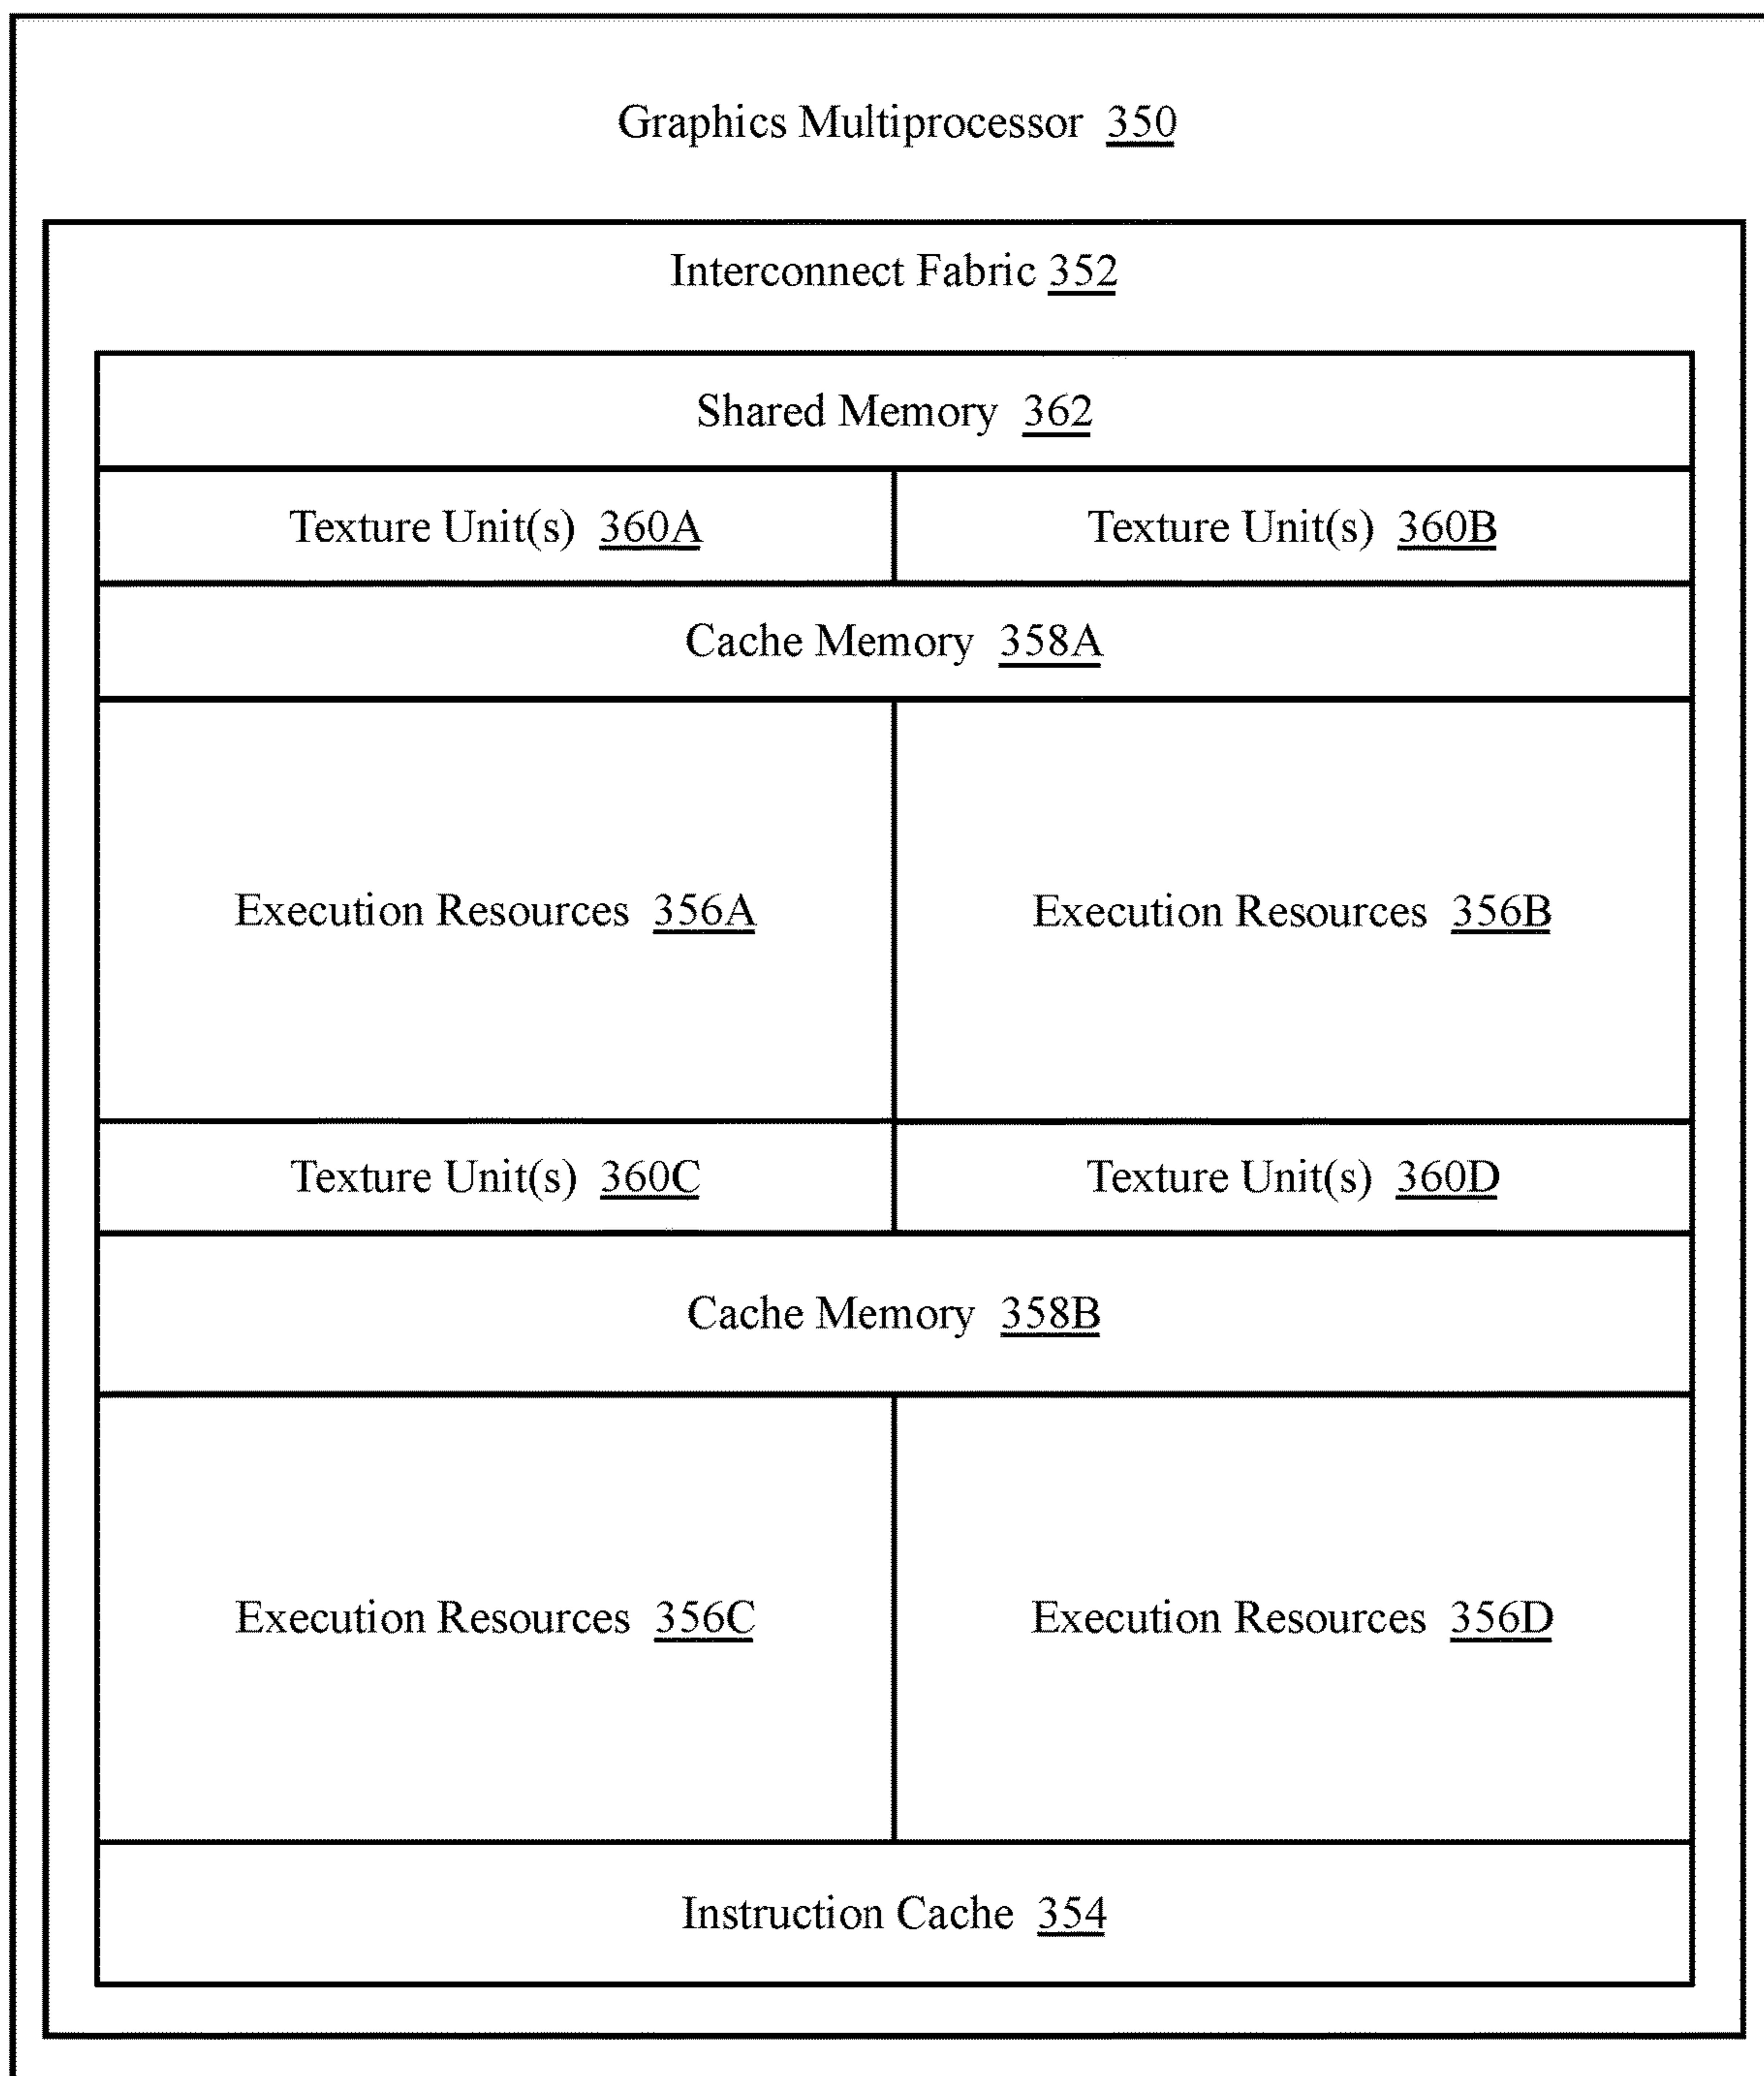 Graphics Multiprocessor 350
Interconnect Fabric 352
Shared Memory 362
Texture Unit(s) 360A
Texture Unit(s) 360B
Cache Memory 358A
Execution Resources 356A
Execution Resources 356B
Texture Unit(s) 360C
Texture Unit(s) 360D
Cache Memory 358B
Execution Resources 356C
Execution Resources 356D
Instruction Cache 354